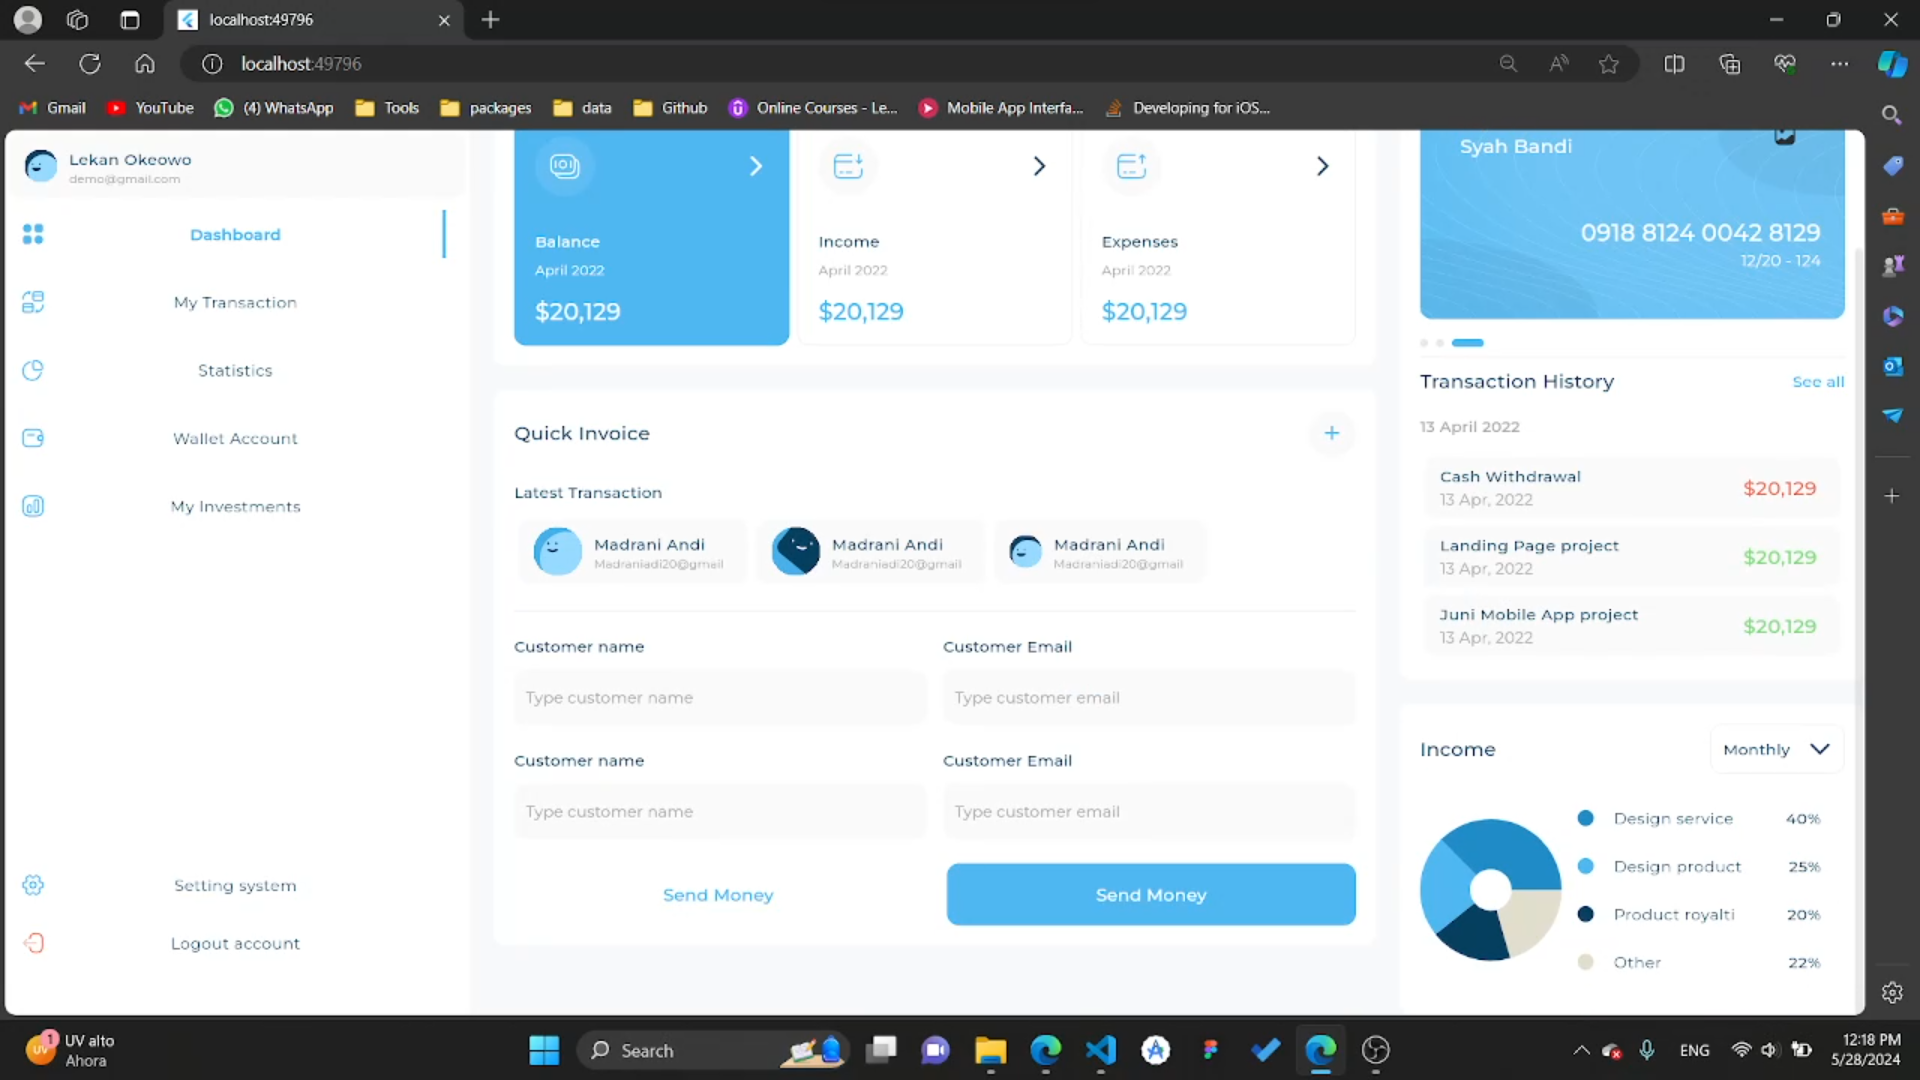 localhost:49796
localhost:49796
Gmail
YouTube
(4) WhatsApp
Tools
packages
data
Github
Online Courses - Le...
Mobile App Interfa...
Developing for iOS...
Lekan Okeowo
demo@gmail.com
Dashboard
My Transaction
Statistics
Wallet Account
My Investments
Setting system
Logout account
Balance
April 2022
$20,129
Income
April 2022
$20,129
Expenses
April 2022
$20,129
Quick Invoice
Latest Transaction
Madrani Andi
Madraniadi20@gmail
Madrani Andi
Madraniadi20@gmail
Madrani Andi
Madraniadi20@gmail
Customer name
Customer Email
Type customer name
Type customer email
Customer name
Customer Email
Type customer name
Type customer email
Send Money
Send Money
Syah Bandi
0918 8124 0042 8129
12/20 - 124
Transaction History
See all
13 April 2022
Cash Withdrawal
13 Apr, 2022
$20,129
Landing Page project
13 Apr, 2022
$20,129
Juni Mobile App project
13 Apr, 2022
$20,129
Income
Monthly
Design service 40%
Design product 25%
Product royalti 20%
Other 22%
UV alto
Ahora
Search
ENG
12:18 PM
5/28/2024